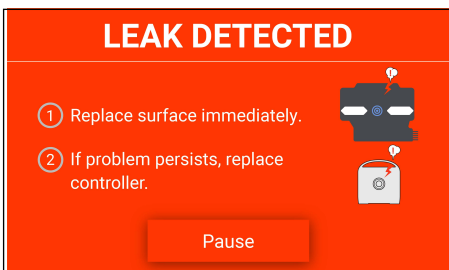 LEAK DETECTED
1 Replace surface immediately.
2 If problem persists, replace
controller.
Pause